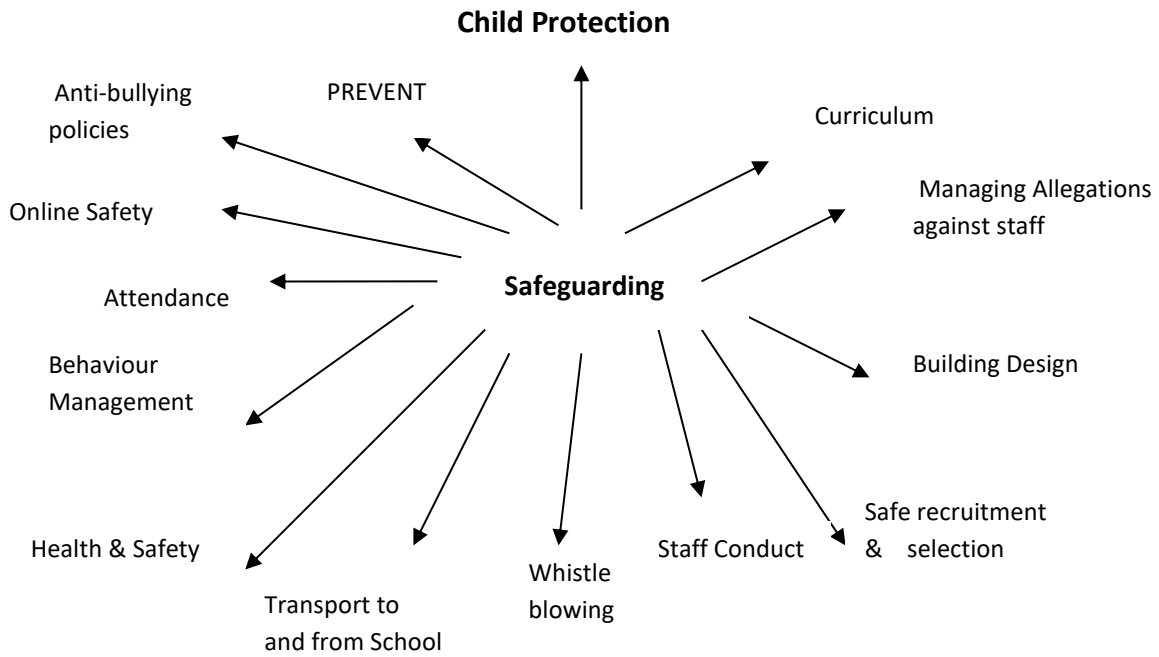 Child Protection
Anti-bullying
policies
PREVENT
Curriculum
Online Safety
Managing Allegations
against staff
Safeguarding
Attendance
Behaviour
Management
Building Design
Health & Safety
Transport to
and from School
Whistle
blowing
Staff Conduct
Safe recruitment
& selection